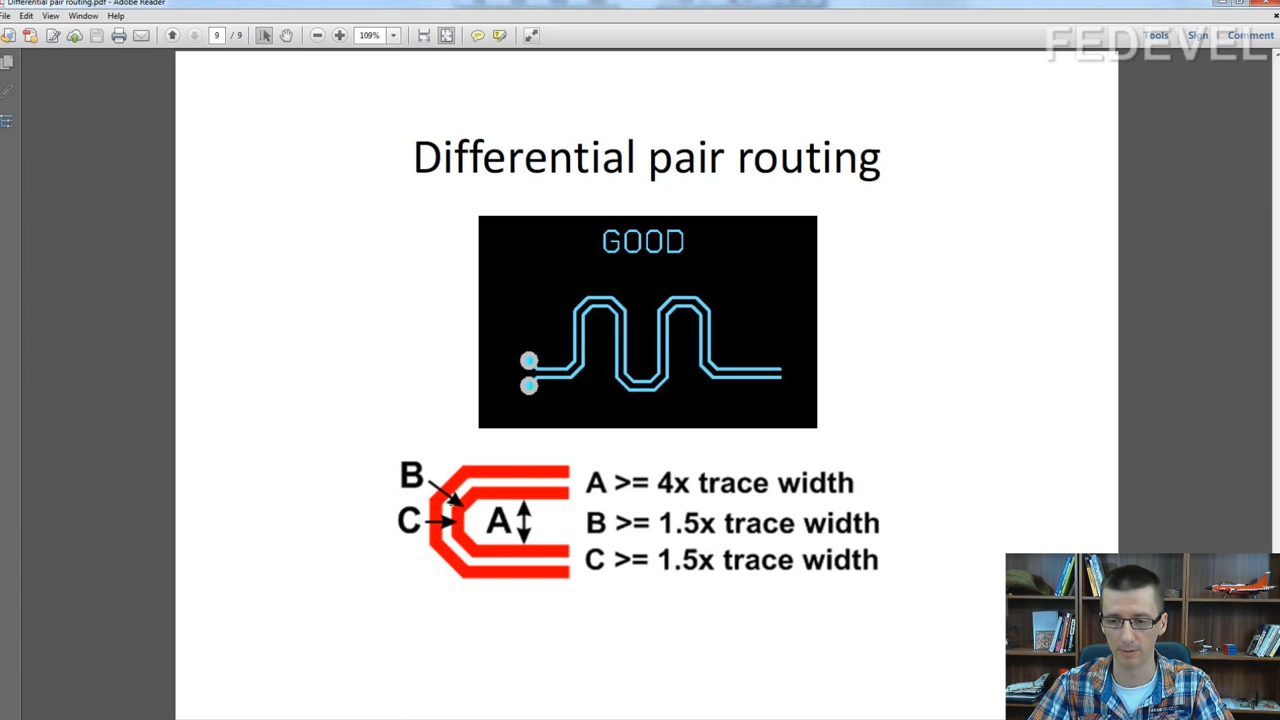 Differential pair routing.pdf - Adobe Reader
File Edit View Window Help
9 / 9 109% Tools Sign Comment
FEDEVEL
Differential pair routing
GOOD
B
C
A
A >= 4x trace width
B >= 1.5x trace width
C >= 1.5x trace width